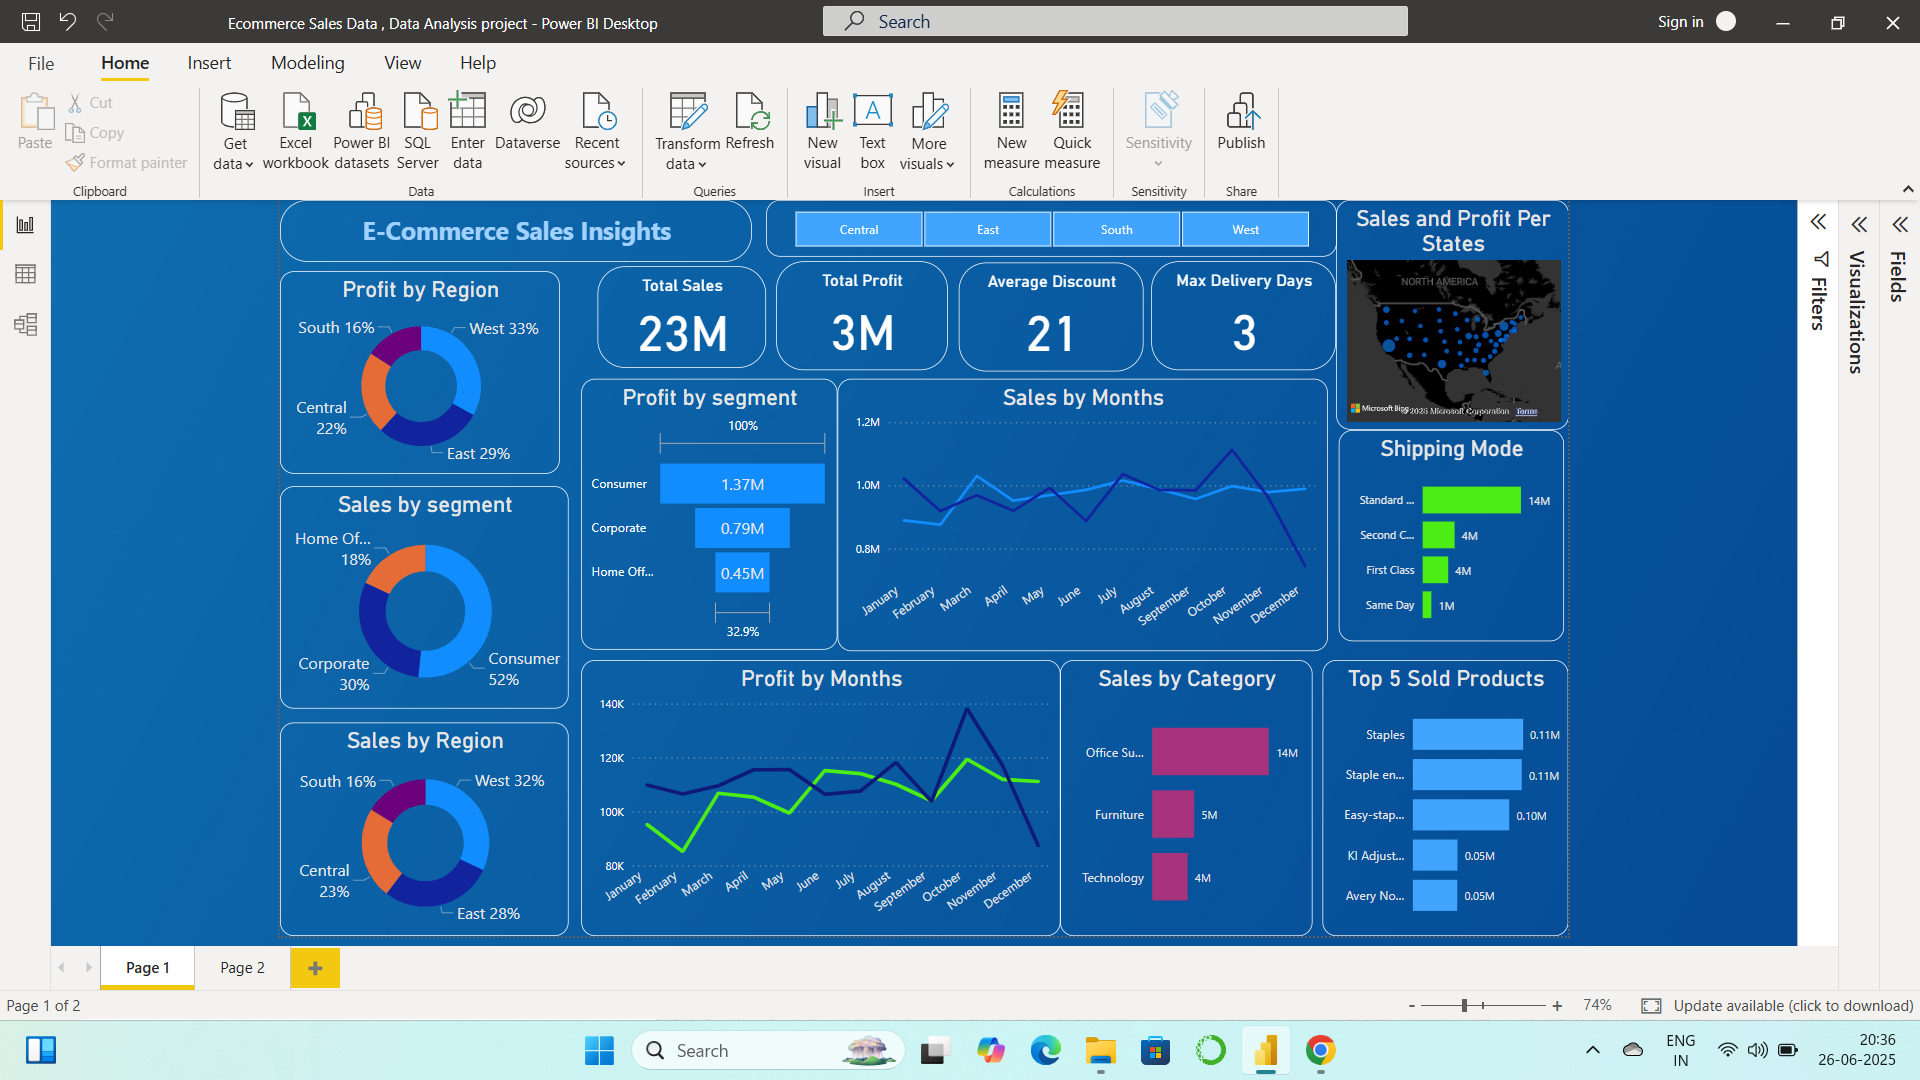 Ecommerce Sales Data , Data Analysis project - Power BI Desktop
Search
Sign in
File
Home
Insert
Modeling
View
Help
Paste
Cut
Copy
Format painter
Clipboard
Get data
Excel workbook
Power BI datasets
SQL Server
Enter data
Dataverse
Recent sources
Data
Transform data
Refresh
Queries
New visual
Text box
More visuals
Insert
New measure
Quick measure
Calculations
Sensitivity
Sensitivity
Publish
Share
E-Commerce Sales Insights
Central
East
South
West
Sales and Profit Per States
NORTH AMERICA
Microsoft Bing
© 2025 Microsoft Corporation
Terms
Profit by Region
South 16%
West 33%
Central 22%
East 29%
Total Sales
23M
Total Profit
3M
Average Discount
21
Max Delivery Days
3
Profit by segment
100%
Consumer
1.37M
Corporate
0.79M
Home Off...
0.45M
32.9%
Sales by Months
1.2M
1.0M
0.8M
January
February
March
April
May
June
July
August
September
October
November
December
Shipping Mode
Standard ...
14M
Second C...
4M
First Class
4M
Same Day
1M
Sales by segment
Home Of...
18%
Corporate
30%
Consumer
52%
Sales by Region
South 16%
West 32%
Central
23%
East 28%
Profit by Months
140K
120K
100K
80K
January
February
March
April
May
June
July
August
September
October
November
December
Sales by Category
Office Su...
14M
Furniture
5M
Technology
4M
Top 5 Sold Products
Staples
0.11M
Staple en...
0.11M
Easy-stap...
0.10M
KI Adjust...
0.05M
Avery No...
0.05M
Filters
Visualizations
Fields
Page 1
Page 2
Page 1 of 2
74%
Update available (click to download)
Search
ENG
IN
20:36
26-06-2025